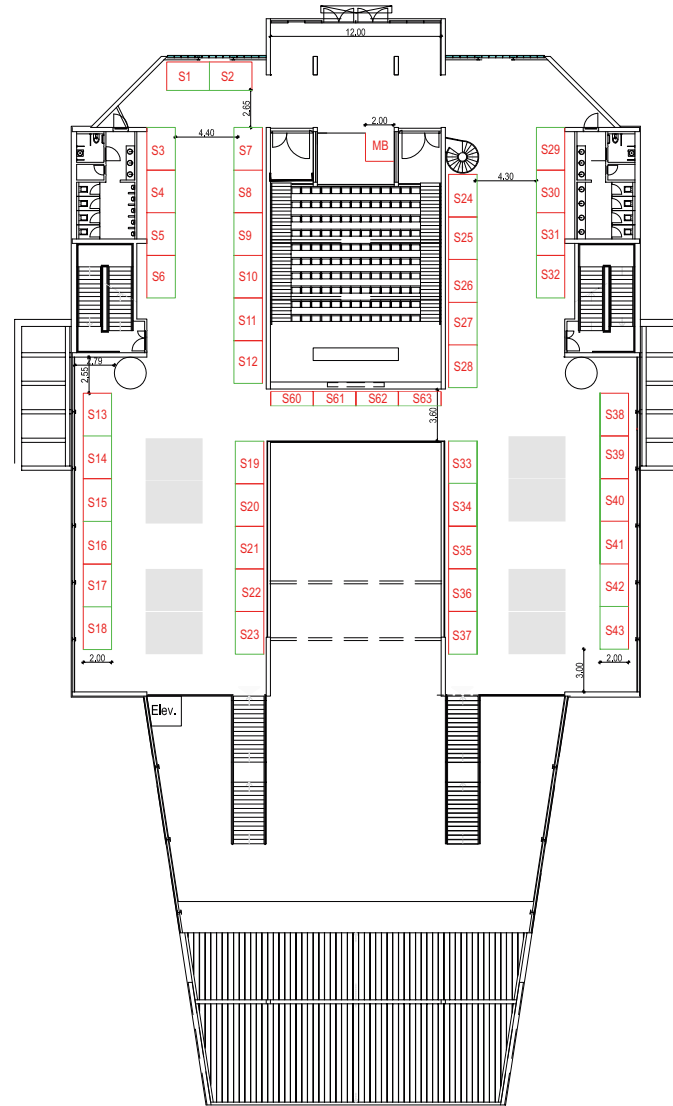 12,00
S1 S2
2,65
2,00
MB
4,40
S3 S7 S29
4,30
S4 S8 S24 S30
S5 S9 S25 S31
S6 S10 S26 S32
S11 S27
S12 S28
2,79
2,55
S60 S61 S62 S63
3,60
S13 S38
S14 S19 S33 S39
S15 S20 S34 S40
S16 S21 S35 S41
S17 S22 S36 S42
S18 S23 S37 S43
2,00 3,00 2,00
Elev.